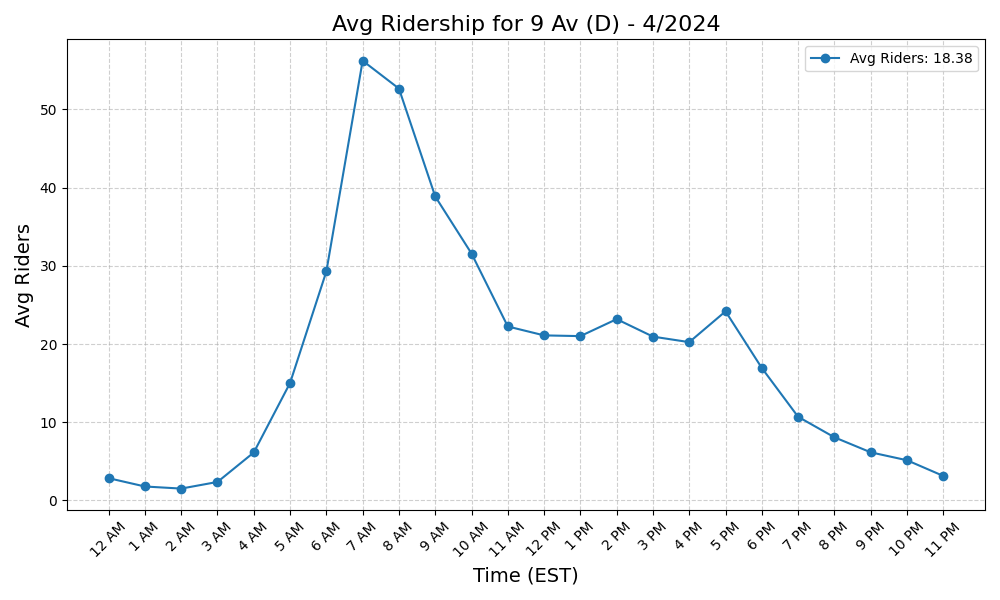 Avg Ridership for 9 Av (D) - 4/2024
Avg Riders: 18.38
Avg Riders
50
40
30
20
10
0
12 AM
1 AM
2 AM
3 AM
4 AM
5 AM
6 AM
7 AM
8 AM
9 AM
10 AM
11 AM
12 PM
1 PM
2 PM
3 PM
4 PM
5 PM
6 PM
7 PM
8 PM
9 PM
10 PM
11 PM
Time (EST)